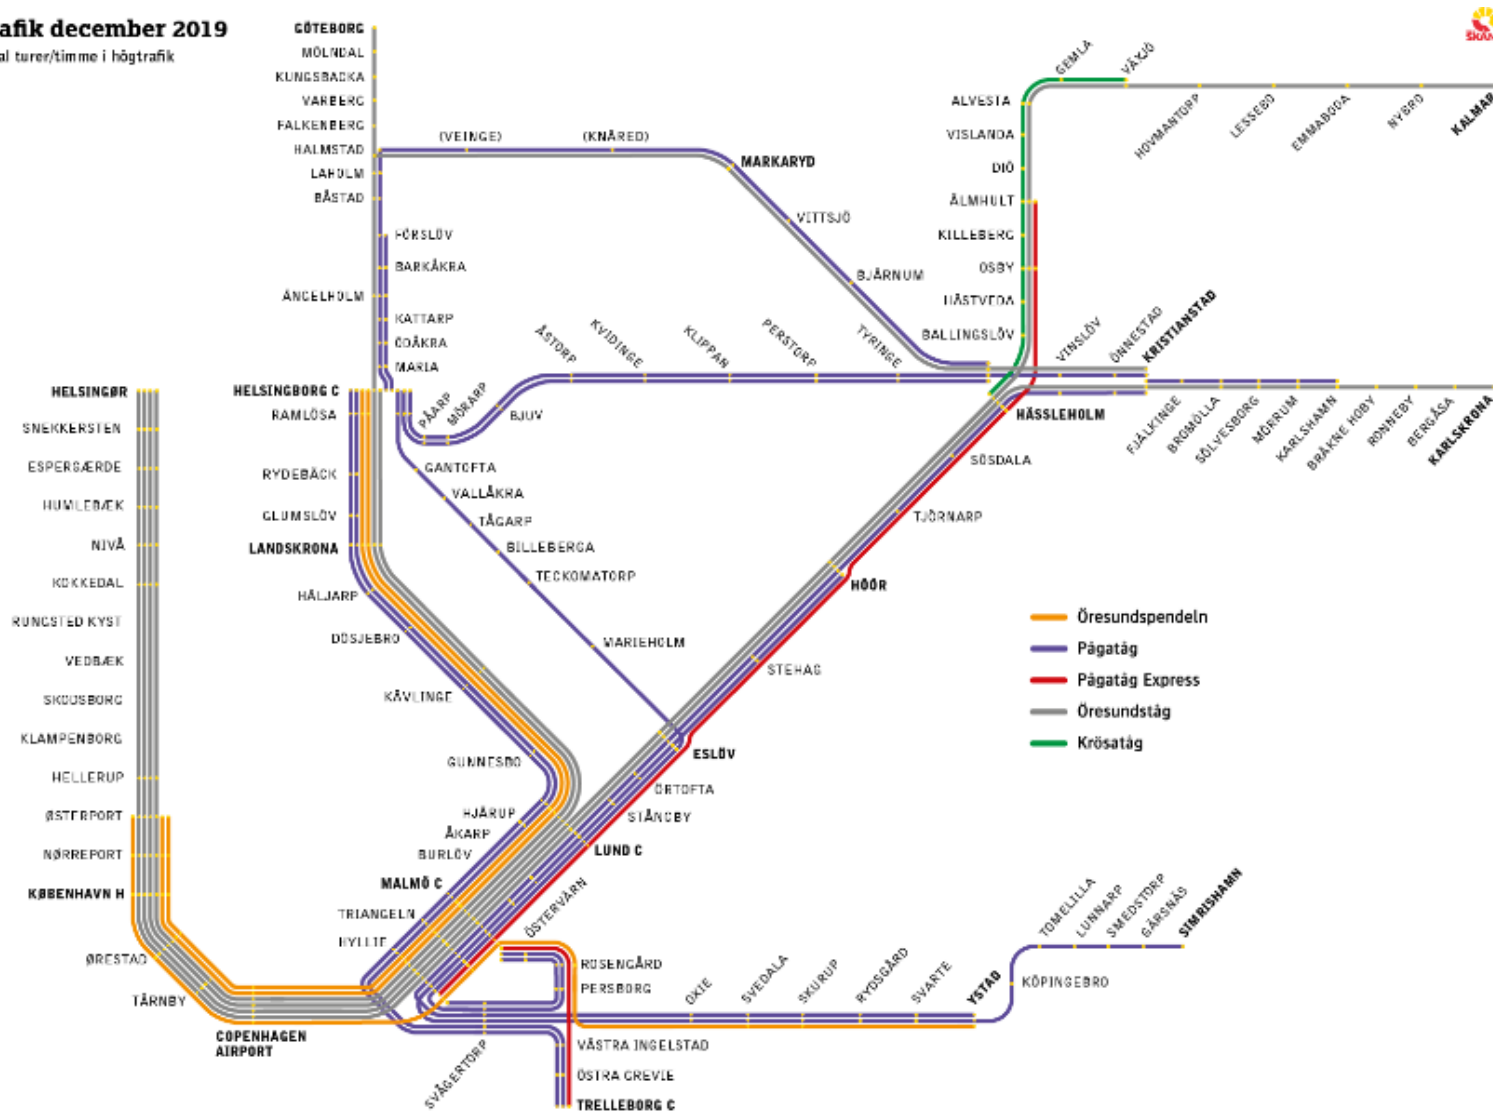 afik december 2019
al turer/timme i högtrafik
SKÅN
GÖTEBORG
MÖLNDAL
KUNGSBACKA
VARBERG
FALKENBERG
HALMSTAD
LAHOLM
BÅSTAD
(VEINGE)
(KNÄRED)
MARKARYD
VITTSJÖ
BJÄRNUM
FÖRSLÖV
BARKÅKRA
ÄNGELHOLM
KATTARP
ÖDÅKRA
MARIA
GEMLA
VÄXJÖ
ALVESTA
VISLANDA
DIÖ
ÄLMHULT
KILLEBERG
OSBY
HÄSTVEDA
BALLINGSLÖV
HOVMANTORP
LESSEBO
EMMABODA
NYBRO
KALMAR
ÅSTORP
KVIDINGE
KLIPPAN
PERSTORP
TYRINGE
VINSLÖV
ÖNNESTAD
KRISTIANSTAD
HELSINGØR
SNEKKERSTEN
ESPERGÆRDE
HUMLEBÆK
NIVÅ
KOKKEDAL
RUNGSTED KYST
VEDBÆK
SKODSBORG
KLAMPENBORG
HELLERUP
ØSTERPORT
NØRREPORT
KØBENHAVN H
ØRESTAD
TÅRNBY
COPENHAGEN
AIRPORT
HELSINGBORG C
RAMLÖSA
RYDEBÄCK
GLUMSLÖV
LANDSKRONA
HÄLJARP
DÖSJEBRO
KÄVLINGE
GUNNESBO
HJÄRUP
ÅKARP
BURLÖV
MALMÖ C
TRIANGELN
HYLLIE
PÅARP
MÖRARP
BJUV
GANTOFTA
VALLÅKRA
TÅGARP
BILLEBERGA
TECKOMATORP
MARIEHOLM
HÄSSLEHOLM
SÖSDALA
TJÖRNARP
HÖÖR
STEHAG
ESLÖV
ÖRTOFTA
STÅNGBY
LUND C
FJÄLKINGE
BROMÖLLA
SÖLVESBORG
MÖRRUM
KARLSHAMN
BRÄKNE HOBY
RONNEBY
BERGÅSA
KARLSKRONA
Öresundspendeln
Pågatåg
Pågatåg Express
Öresundståg
Krösatåg
ÖSTERVÄRN
ROSENGÅRD
PERSBORG
OXIE
SVEDALA
SKURUP
RYDSGÅRD
SVARTE
YSTAD
KÖPINGEBRO
TOMELILLA
LUNNARP
SMEDSTORP
GÄRSNÄS
SIMRISHAMN
SVÅGERTORP
VÄSTRA INGELSTAD
ÖSTRA GREVIE
TRELLEBORG C